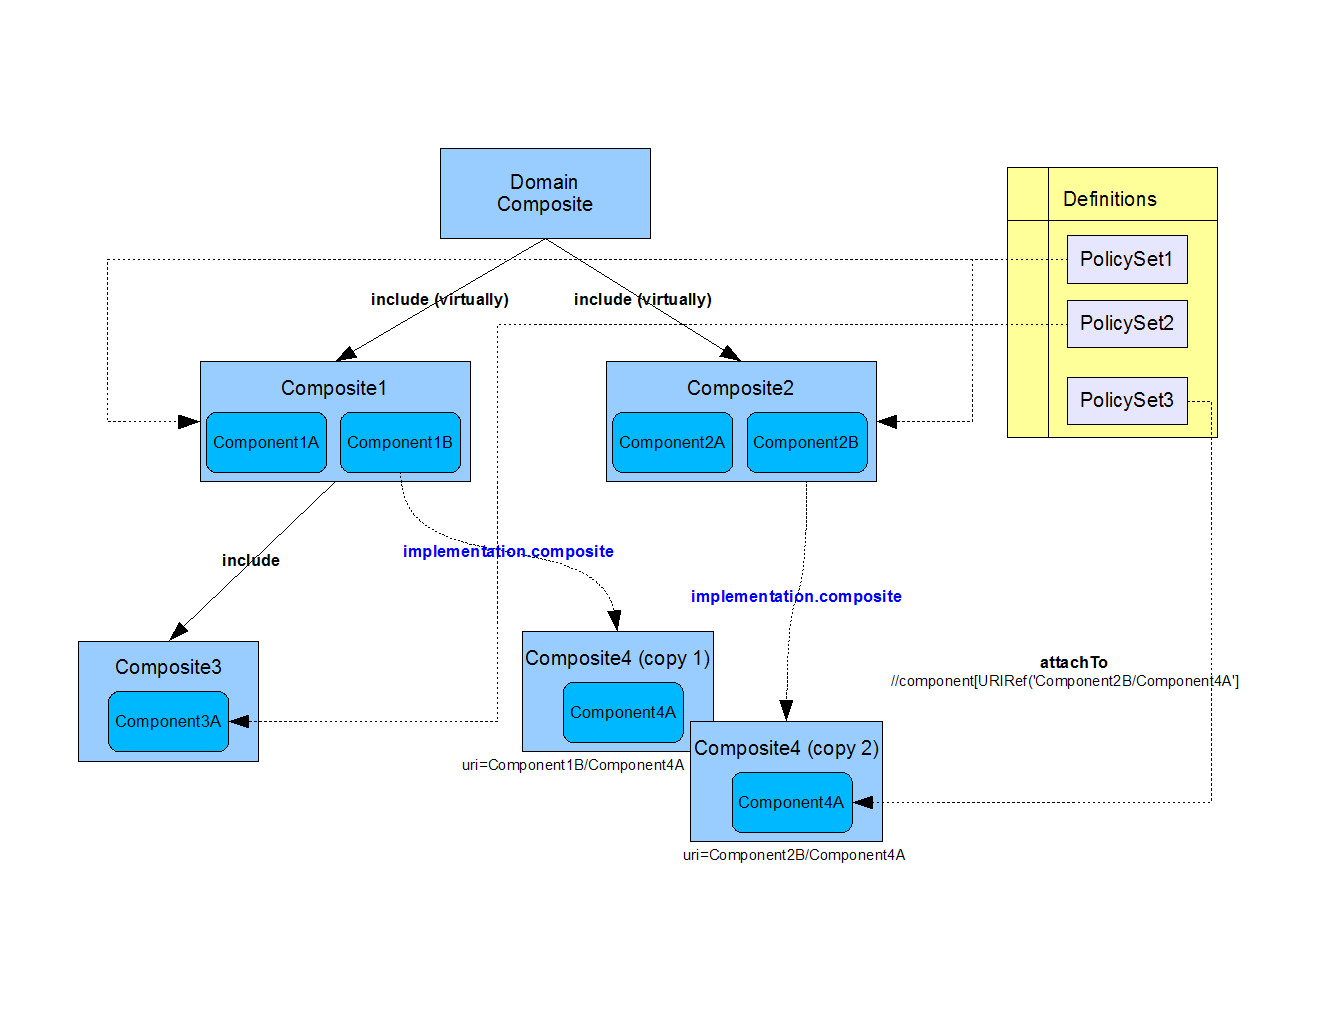 Domain
Composite
Definitions
PolicySet1
PolicySet2
PolicySet3
include (virtually)
include (virtually)
Composite1
Component1A
Component1B
Composite2
Component2A
Component2B
include
implementation.composite
implementation.composite
Composite3
Component3A
Composite4 (copy 1)
Component4A
uri=Component1B/Component4A
Composite4 (copy 2)
Component4A
uri=Component2B/Component4A
attachTo
//component[URIRef('Component2B/Component4A']